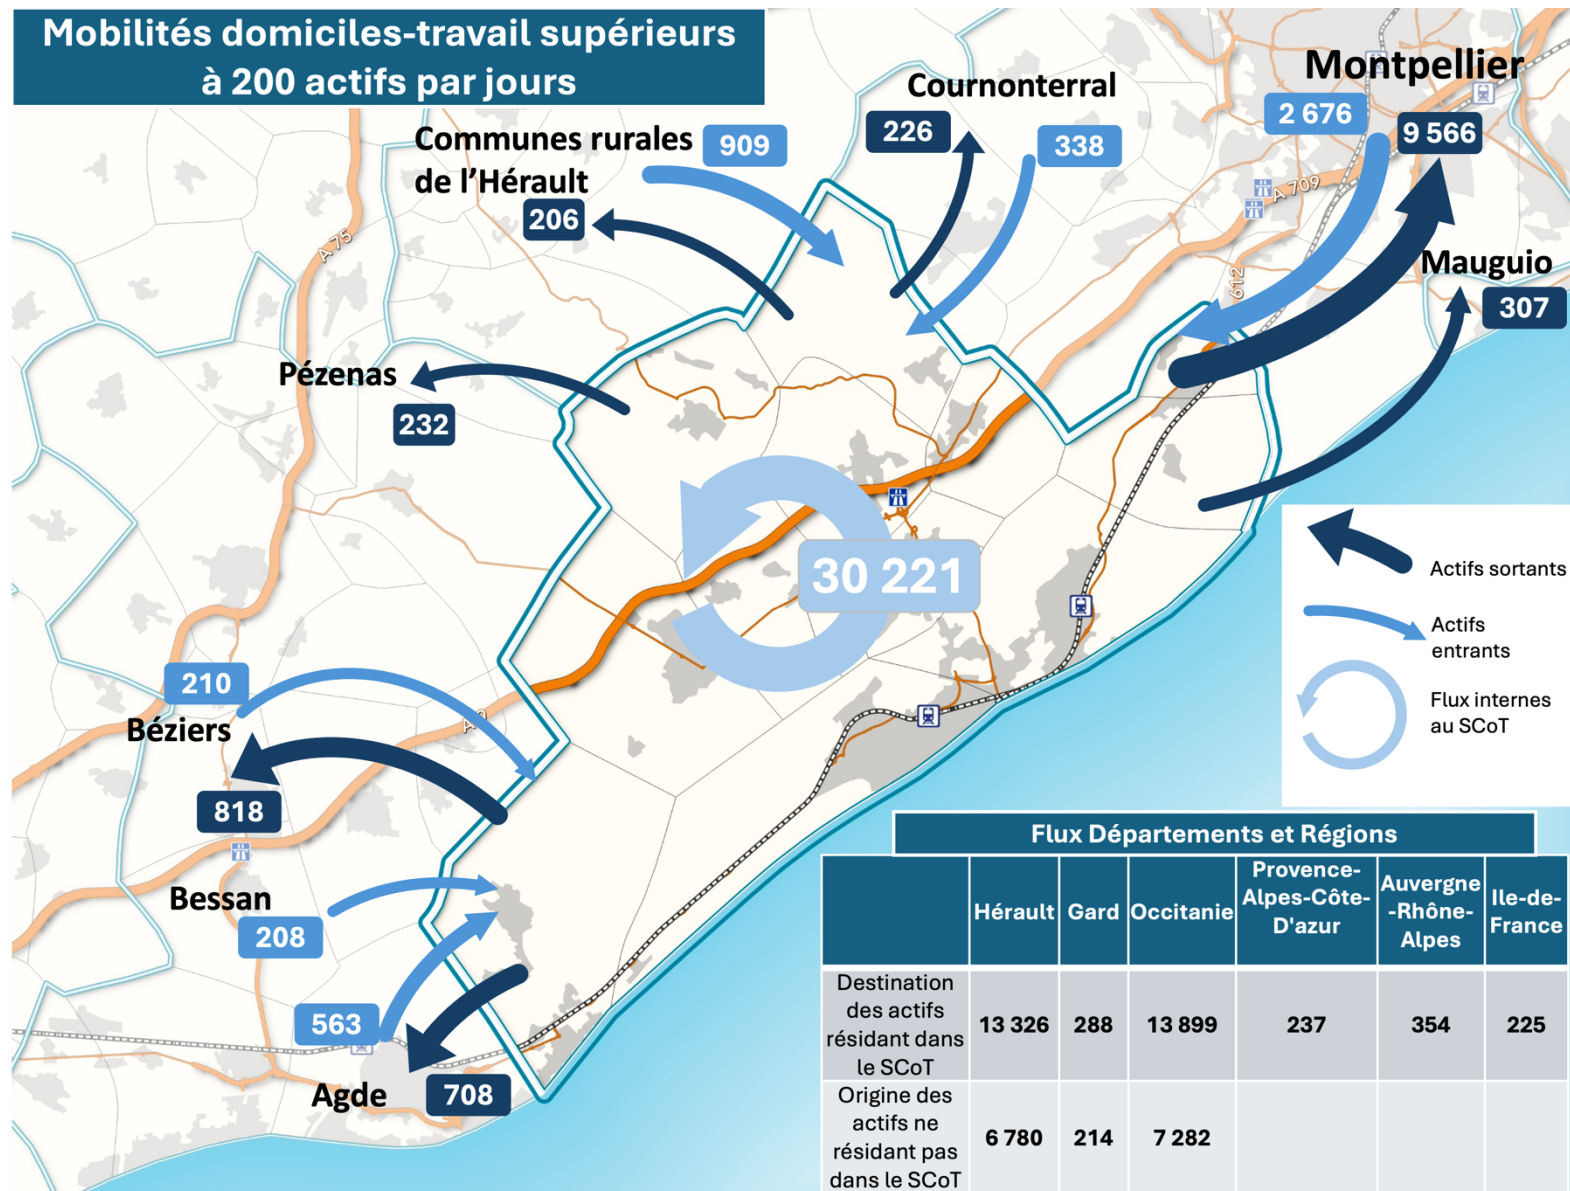 Mobilités domiciles-travail supérieurs
à 200 actifs par jours
Montpellier
2 676
9 566
Cournonterral
226
338
Communes rurales
de l’Hérault
909
206
A 709
A 75
612
Mauguio
307
Pézenas
232
30 221
Actifs sortants
Actifs
entrants
Flux internes
au SCoT
210
Béziers
A 9
818
Bessan
208
563
Agde
708
Flux Départements et Régions
Hérault
Gard
Occitanie
Provence-
Alpes-Côte-
D'azur
Auvergne
-Rhône-
Alpes
Ile-de-
France
Destination
des actifs
résidant dans
le SCoT
13 326
288
13 899
237
354
225
Origine des
actifs ne
résidant pas
dans le SCoT
6 780
214
7 282